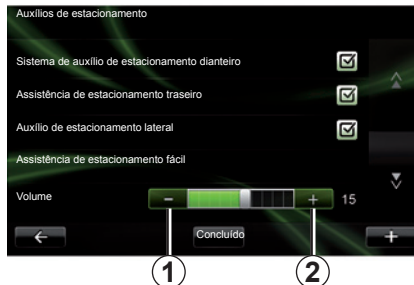 Auxílios de estacionamento
Sistema de auxílio de estacionamento dianteiro
Assistência de estacionamento traseiro
Auxílio de estacionamento lateral
Assistência de estacionamento fácil
Volume - + 15
Concluído +
1 2